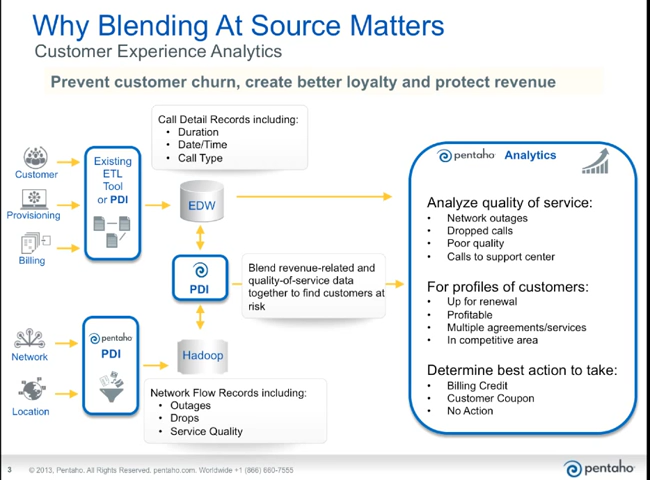 Why Blending At Source Matters
Customer Experience Analytics
Prevent customer churn, create better loyalty and protect revenue
Call Detail Records including:
• Duration
• Date/Time
• Call Type
Customer
Provisioning
Billing
Existing
ETL
Tool
or PDI
EDW
PDI
Blend revenue-related and
quality-of-service data
together to find customers at
risk
Network
Location
pentaho
PDI
Hadoop
Network Flow Records including:
• Outages
• Drops
• Service Quality
pentaho Analytics
Analyze quality of service:
• Network outages
• Dropped calls
• Poor quality
• Calls to support center
For profiles of customers:
• Up for renewal
• Profitable
• Multiple agreements/services
• In competitive area
Determine best action to take:
• Billing Credit
• Customer Coupon
• No Action
3 © 2013, Pentaho. All Rights Reserved. pentaho.com. Worldwide +1 (866) 660-7555
pentaho